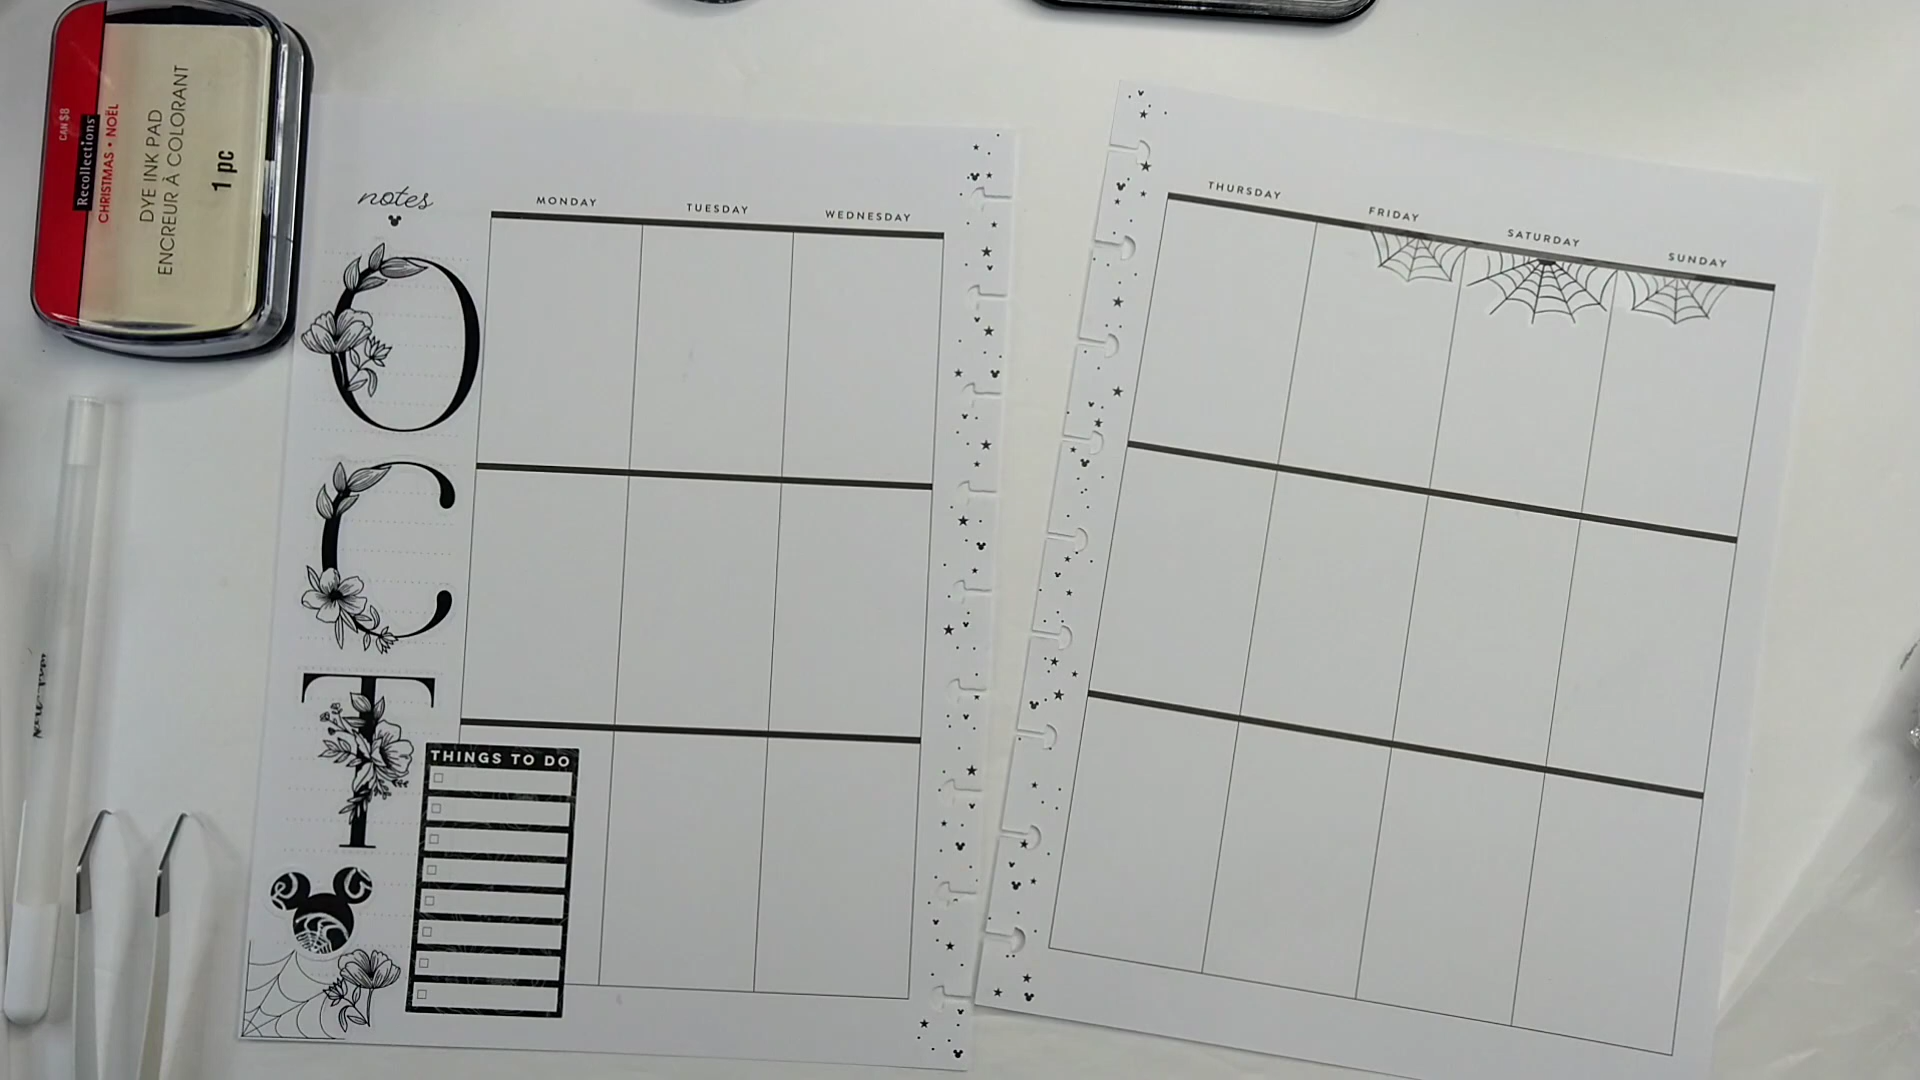 CAN $8
Recollections
CHRISTMAS • NOËL
DYE INK PAD
ENCREUR À COLORANT
1 pc
notes
MONDAY
TUESDAY
WEDNESDAY
O
C
T
THINGS TO DO
THURSDAY
FRIDAY
SATURDAY
SUNDAY